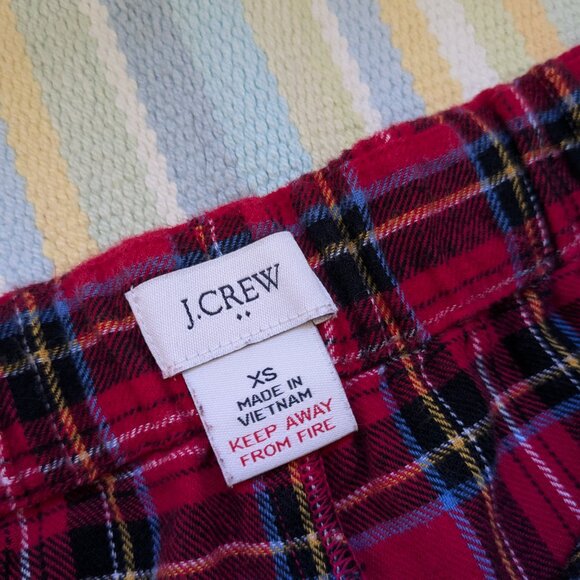 J.CREW
XS
MADE IN
VIETNAM
KEEP AWAY
FROM FIRE